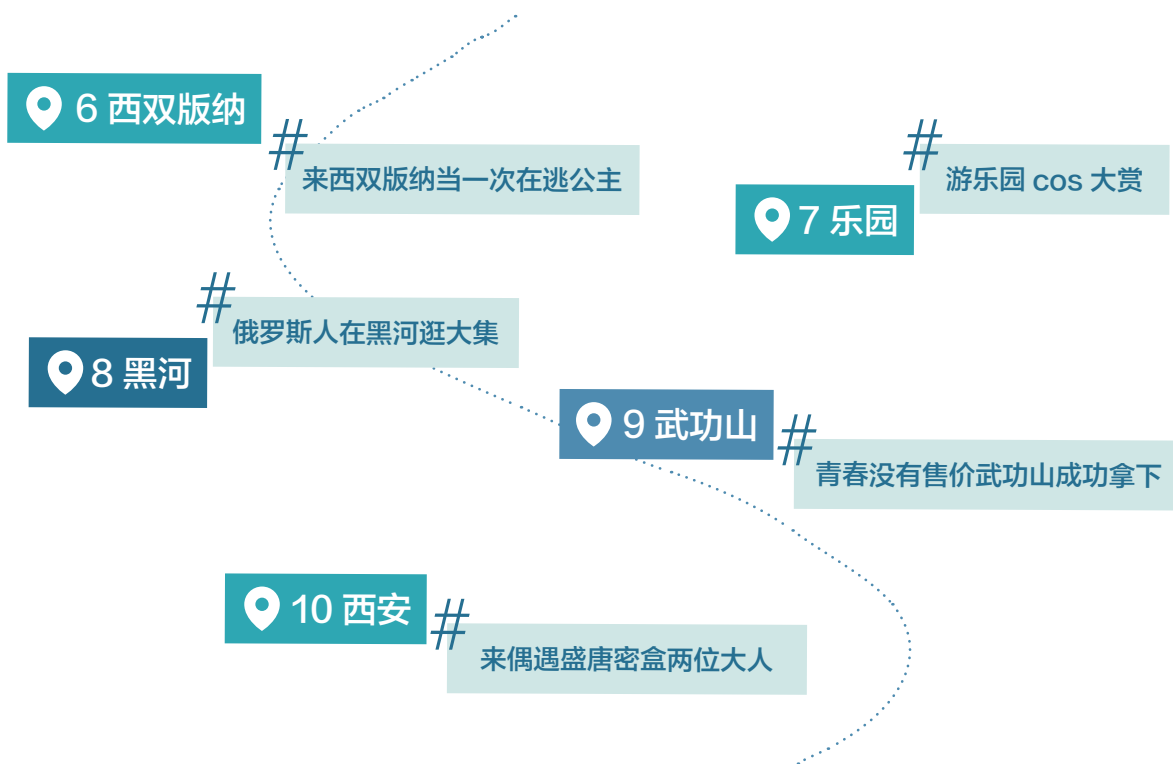 6 西双版纳
# 来西双版纳当一次在逃公主
7 乐园
# 游乐园 cos 大赏
8 黑河
# 俄罗斯人在黑河逛大集
9 武功山
# 青春没有售价武功山成功拿下
10 西安
# 来偶遇盛唐密盒两位大人